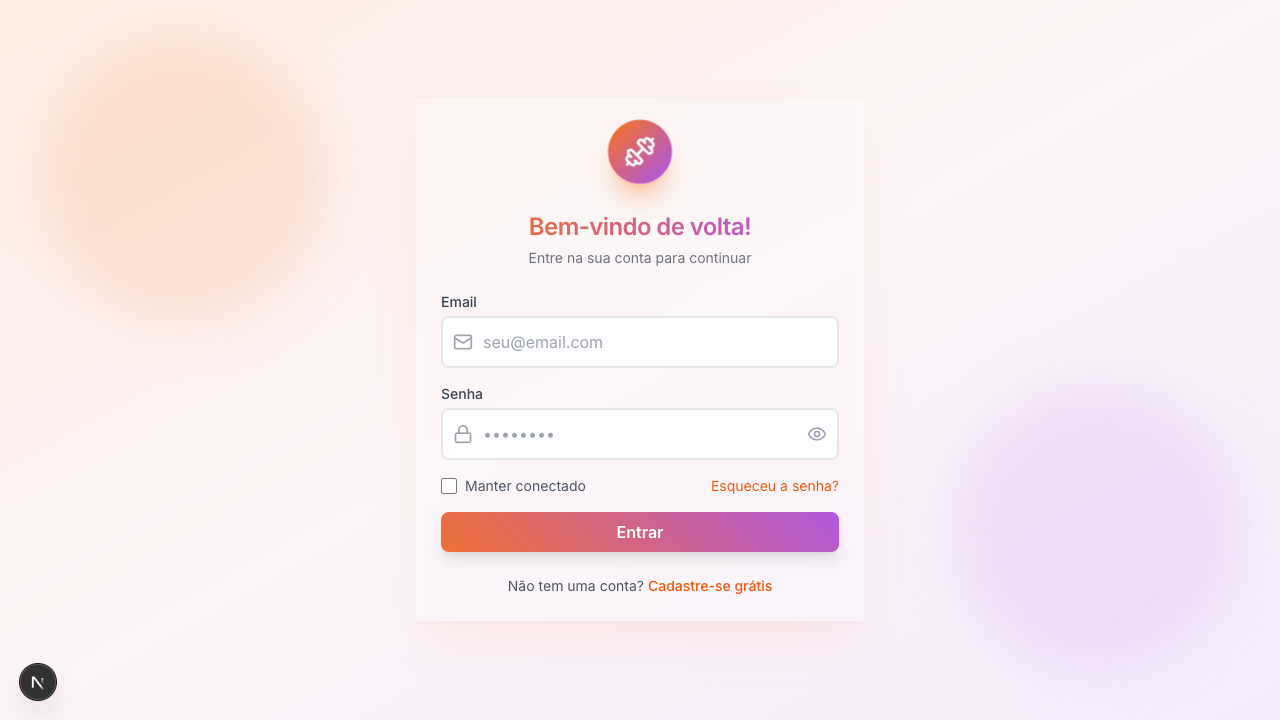 Bem-vindo de volta!
Entre na sua conta para continuar
Email
seu@email.com
Senha
••••••••
Manter conectado
Esqueceu a senha?
Entrar
Não tem uma conta? Cadastre-se grátis
N